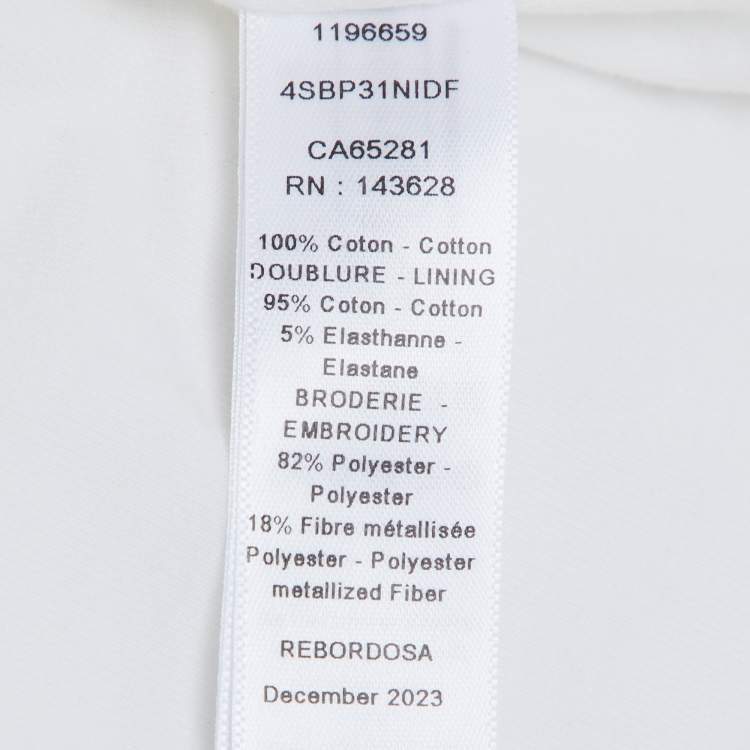 1196659
4SBP31NIDF
CA65281
RN : 143628
100% Coton - Cotton
DOUBLURE - LINING
95% Coton - Cotton
5% Elasthanne -
Elastane
BRODERIE -
EMBROIDERY
82% Polyester -
Polyester
18% Fibre métallisée
Polyester - Polyester
metallized Fiber
REBORDOSA
December 2023